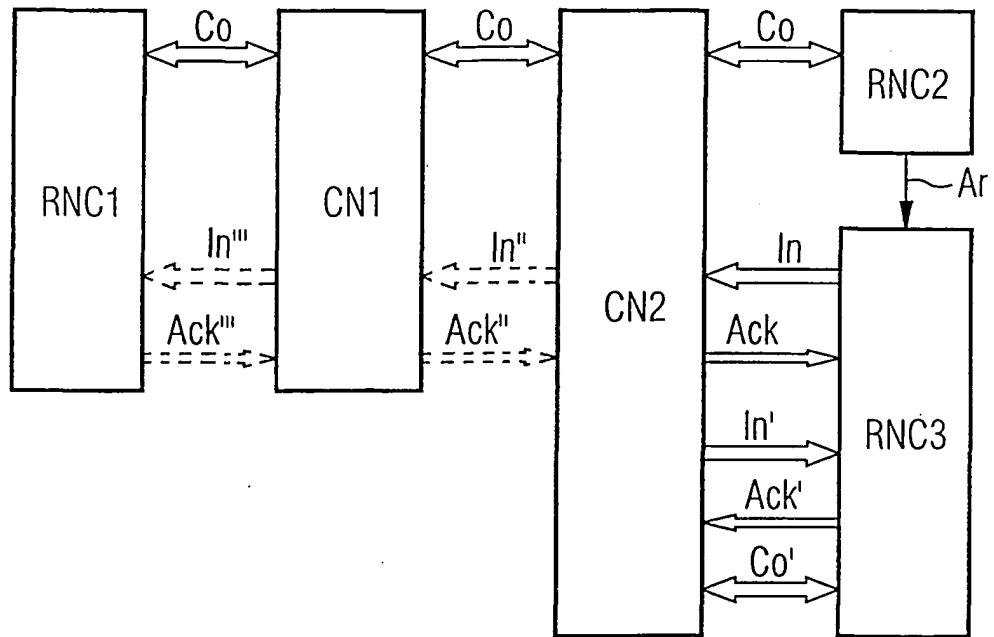 Co Co Co
RNC2
RNC1 CN1
Ar
In''' In'' In
CN2
Ack''' Ack'' Ack
RNC3
In'
Ack'
Co'